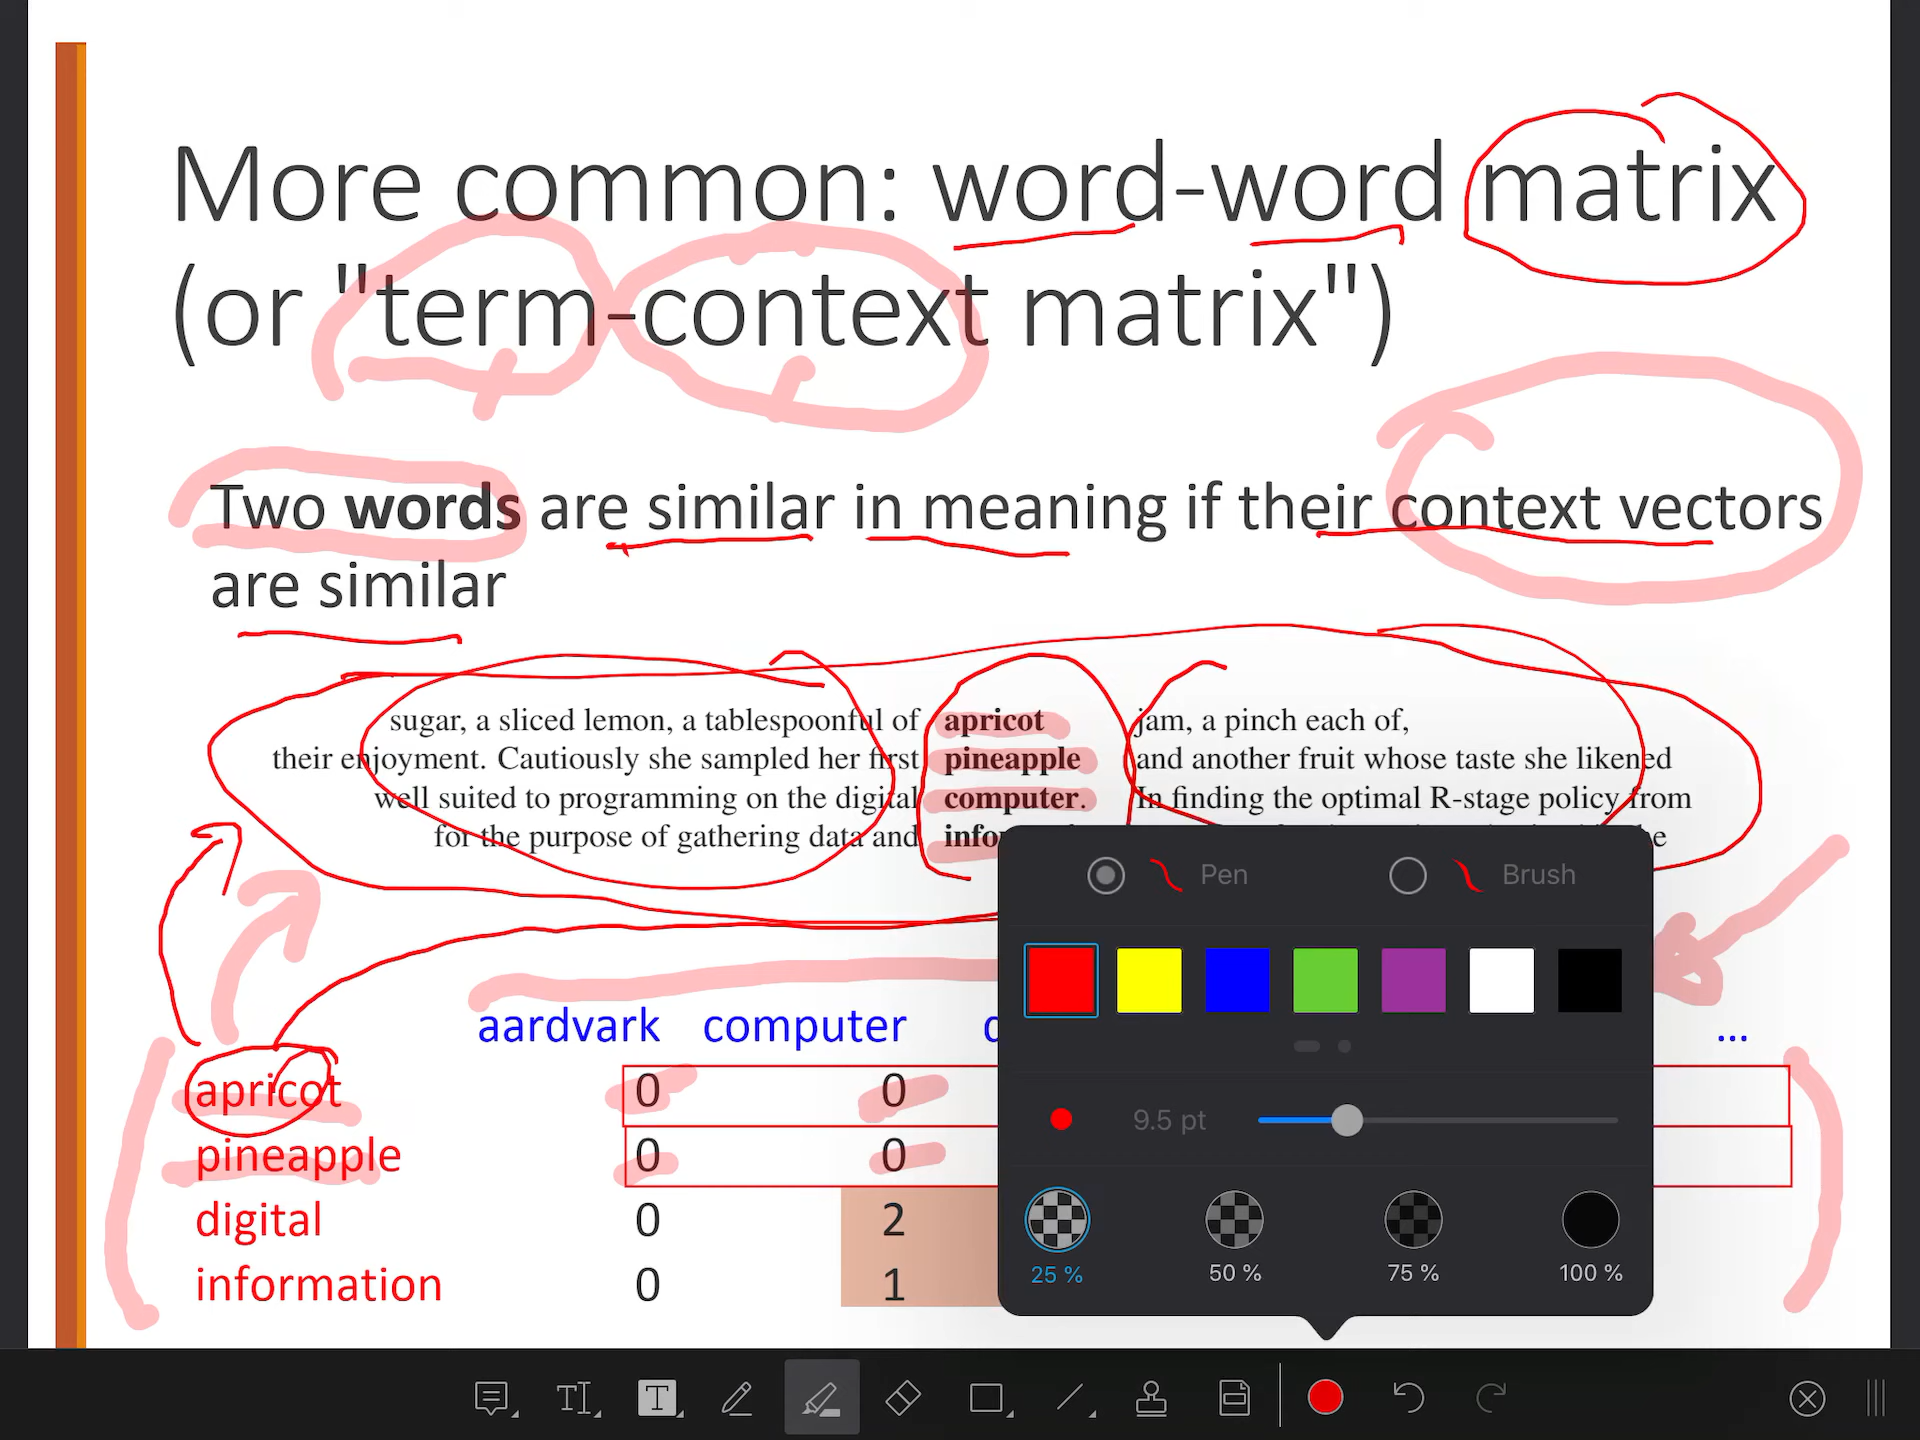 More common: word-word matrix
(or "term-context matrix")
Two words are similar in meaning if their context vectors
are similar
sugar, a sliced lemon, a tablespoonful of apricot jam, a pinch each of,
their enjoyment. Cautiously she sampled her first pineapple and another fruit whose taste she likened
well suited to programming on the digital computer. In finding the optimal R-stage policy from
for the purpose of gathering data and
aardvark computer ...
apricot 0 0
pineapple 0 0
digital 0 2
information 0 1
Pen Brush
9.5 pt
25 % 50 % 75 % 100 %